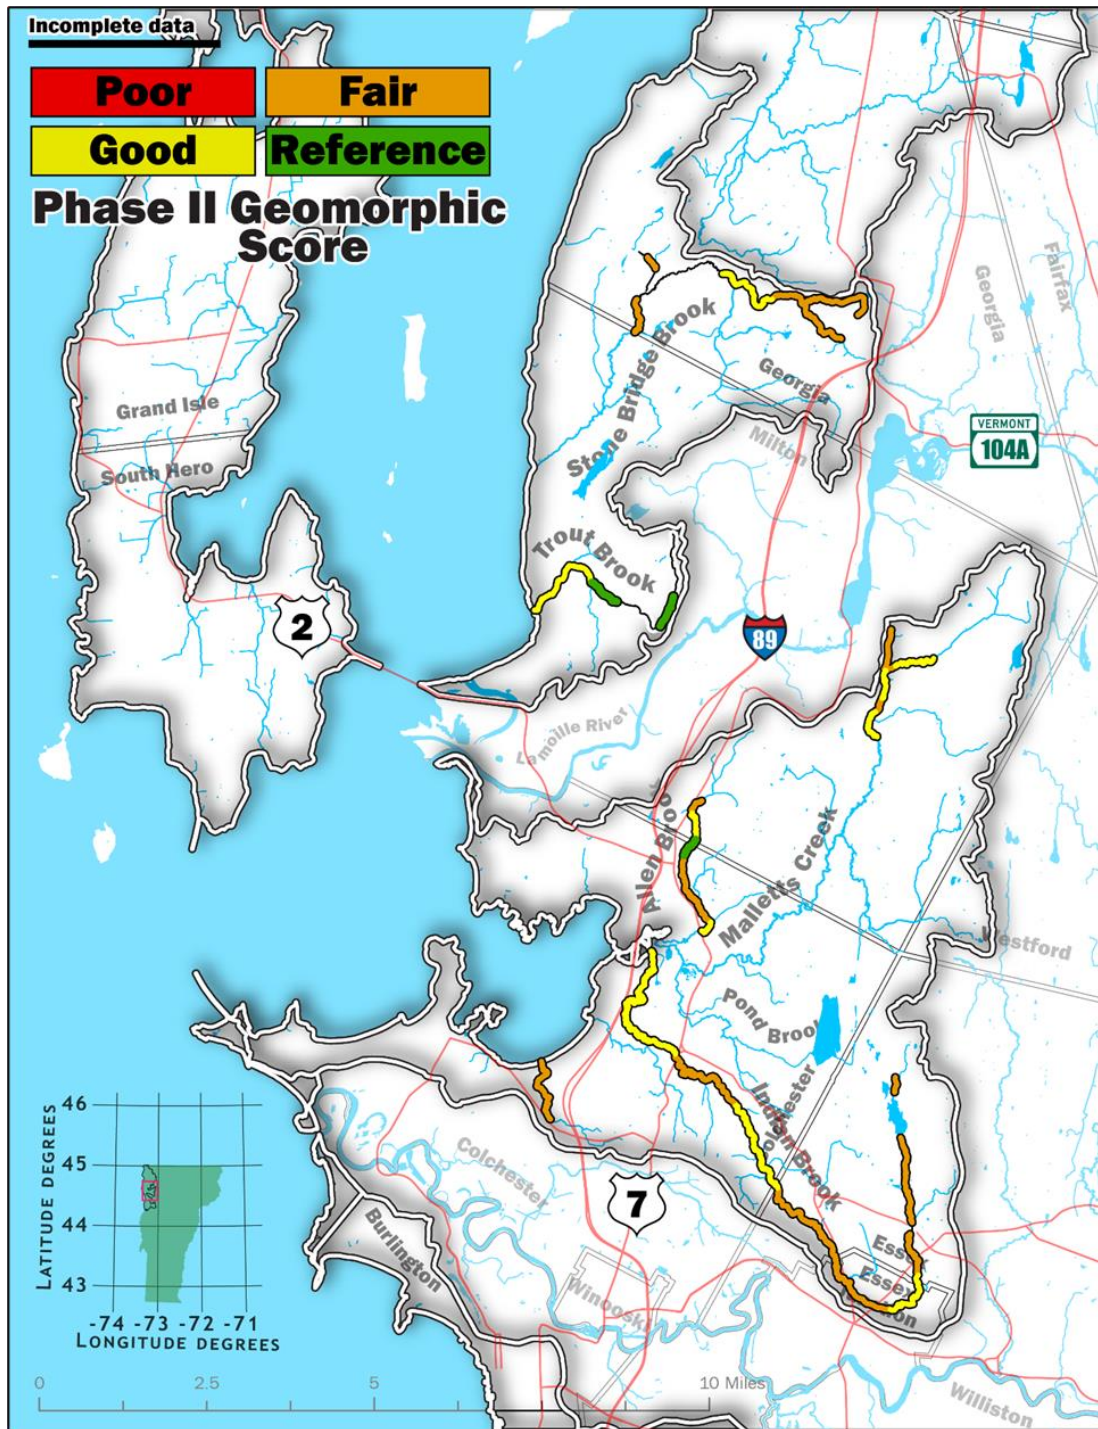 Incomplete data
Poor
Fair
Good
Reference
Phase II Geomorphic
Score
Grand Isle
South Hero
Stone Bridge Brook
Georgia
Milton
Georgia
Fairfax
VERMONT
104A
Trout Brook
2
89
Lamoille River
Allen Brook
Malletts Creek
Westford
Pond Brook
Colchester
Indian Brook
Colchester
7
Burlington
Winooski
Essex
Essex
Williston
LATITUDE DEGREES
46
45
44
43
-74 -73 -72 -71
LONGITUDE DEGREES
0 2.5 5 10 Miles